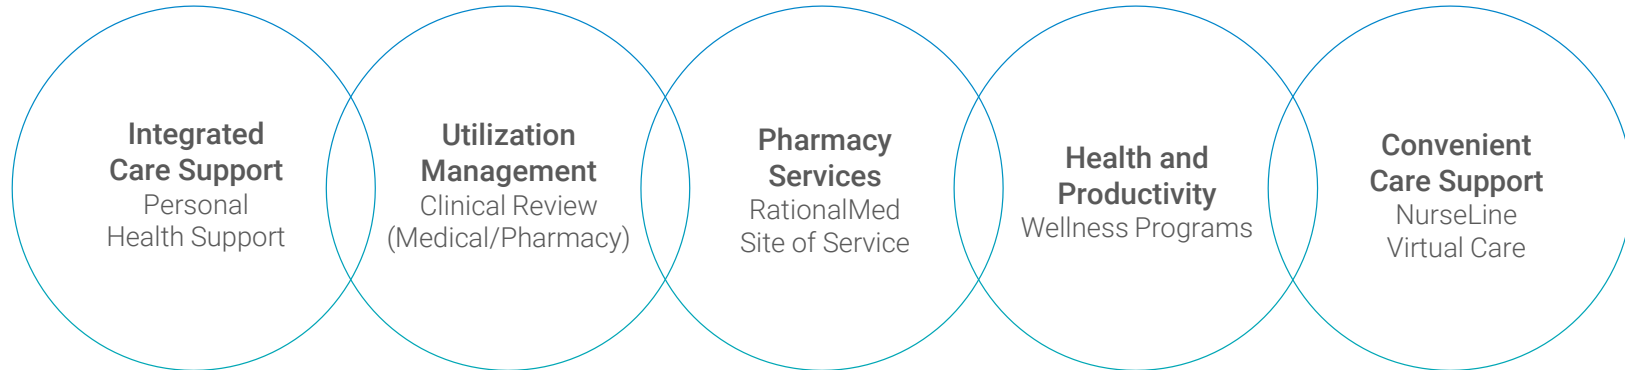 Integrated
Care Support
Personal
Health Support
Utilization
Management
Clinical Review
(Medical/Pharmacy)
Pharmacy
Services
RationalMed
Site of Service
Health and
Productivity
Wellness Programs
Convenient
Care Support
NurseLine
Virtual Care